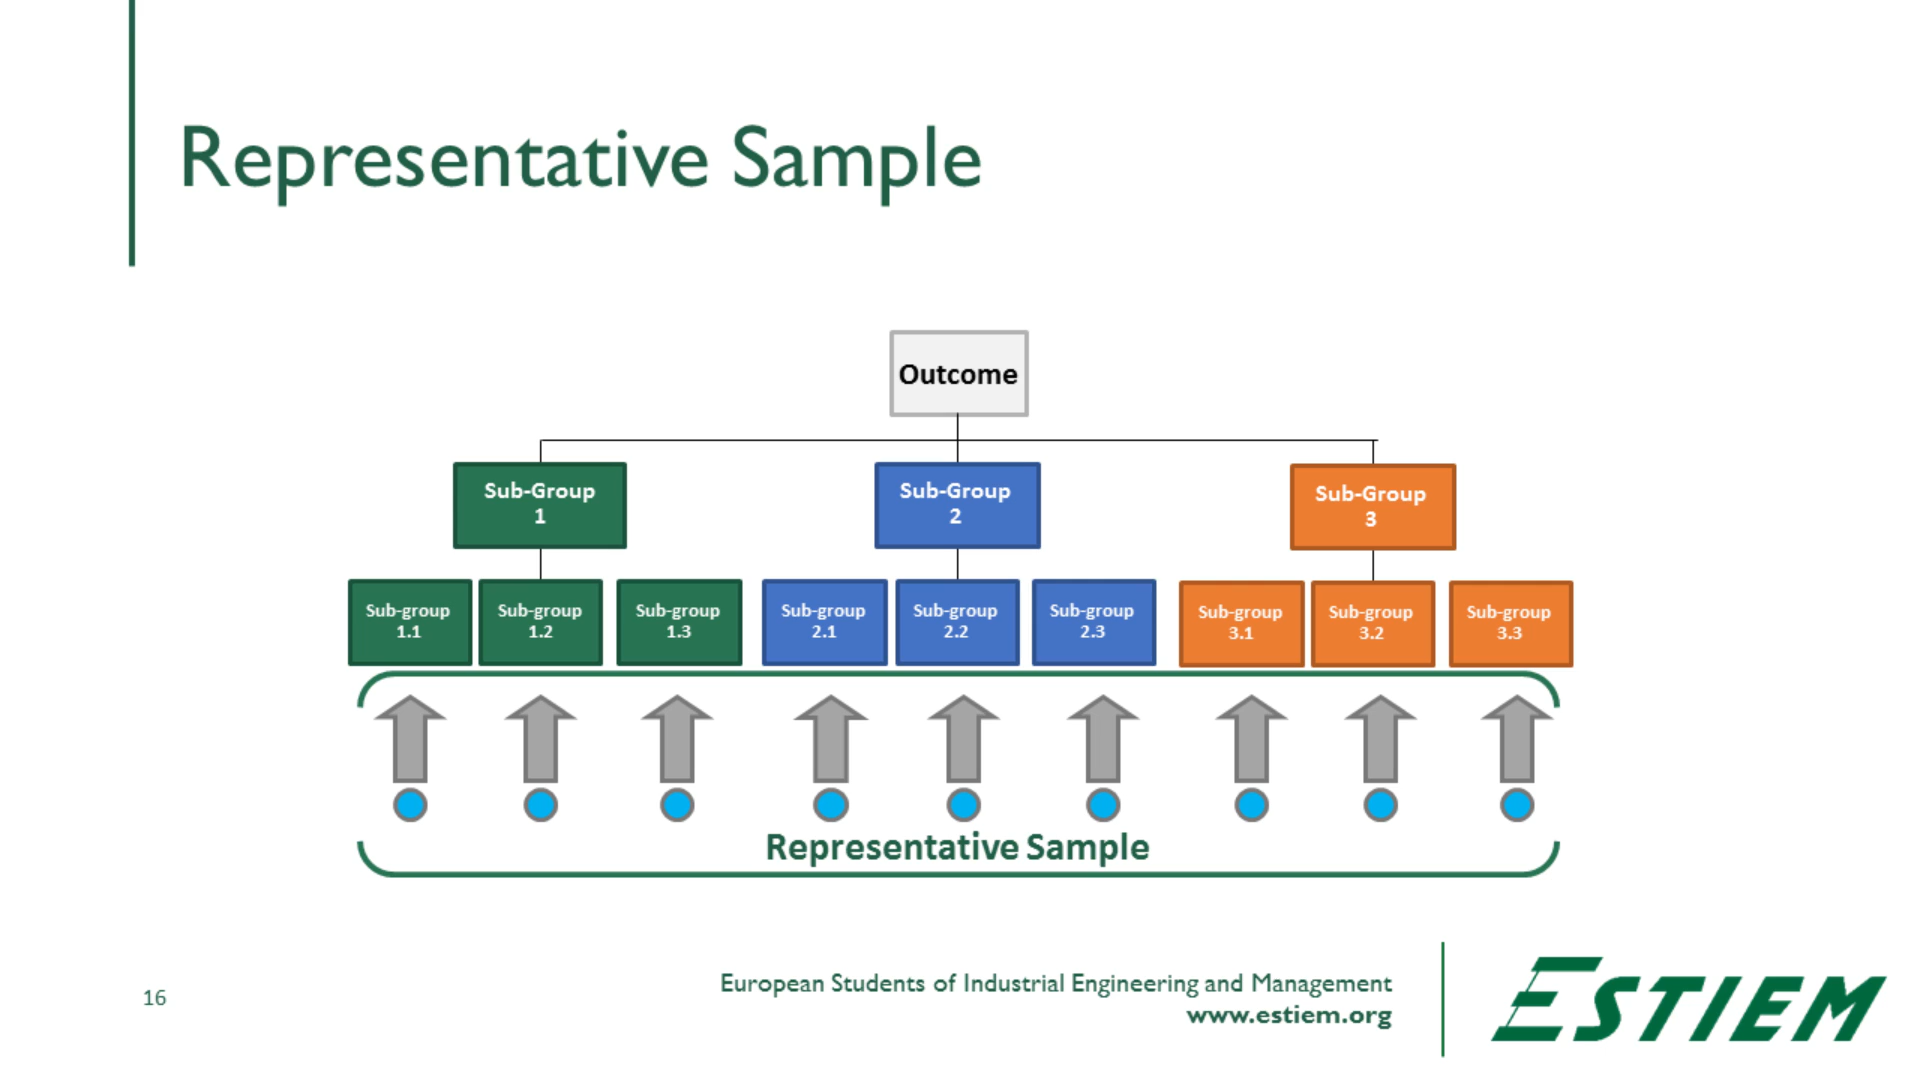 Representative Sample
Outcome
Sub-Group
1
Sub-Group
2
Sub-Group
3
Sub-group
1.1
Sub-group
1.2
Sub-group
1.3
Sub-group
2.1
Sub-group
2.2
Sub-group
2.3
Sub-group
3.1
Sub-group
3.2
Sub-group
3.3
Representative Sample
16
European Students of Industrial Engineering and Management
www.estiem.org
ESTIEM